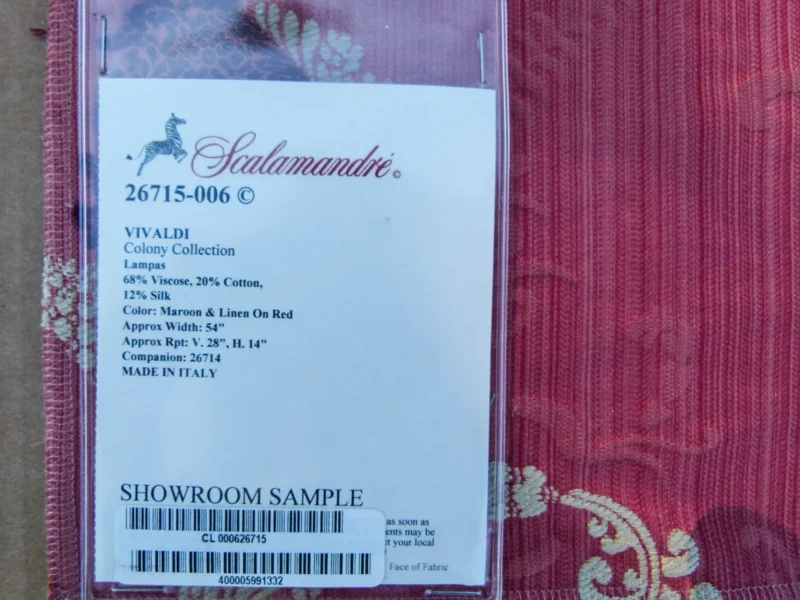 Scalamandré©
26715-006 ©
VIVALDI
Colony Collection
Lampas
68% Viscose, 20% Cotton,
12% Silk
Color: Maroon & Linen On Red
Approx Width: 54"
Approx Rpt: V. 28", H. 14"
Companion: 26714
MADE IN ITALY
SHOWROOM SAMPLE
as soon as
CL 000626715
ents may be
et your local
Face of Fabric
400005991332